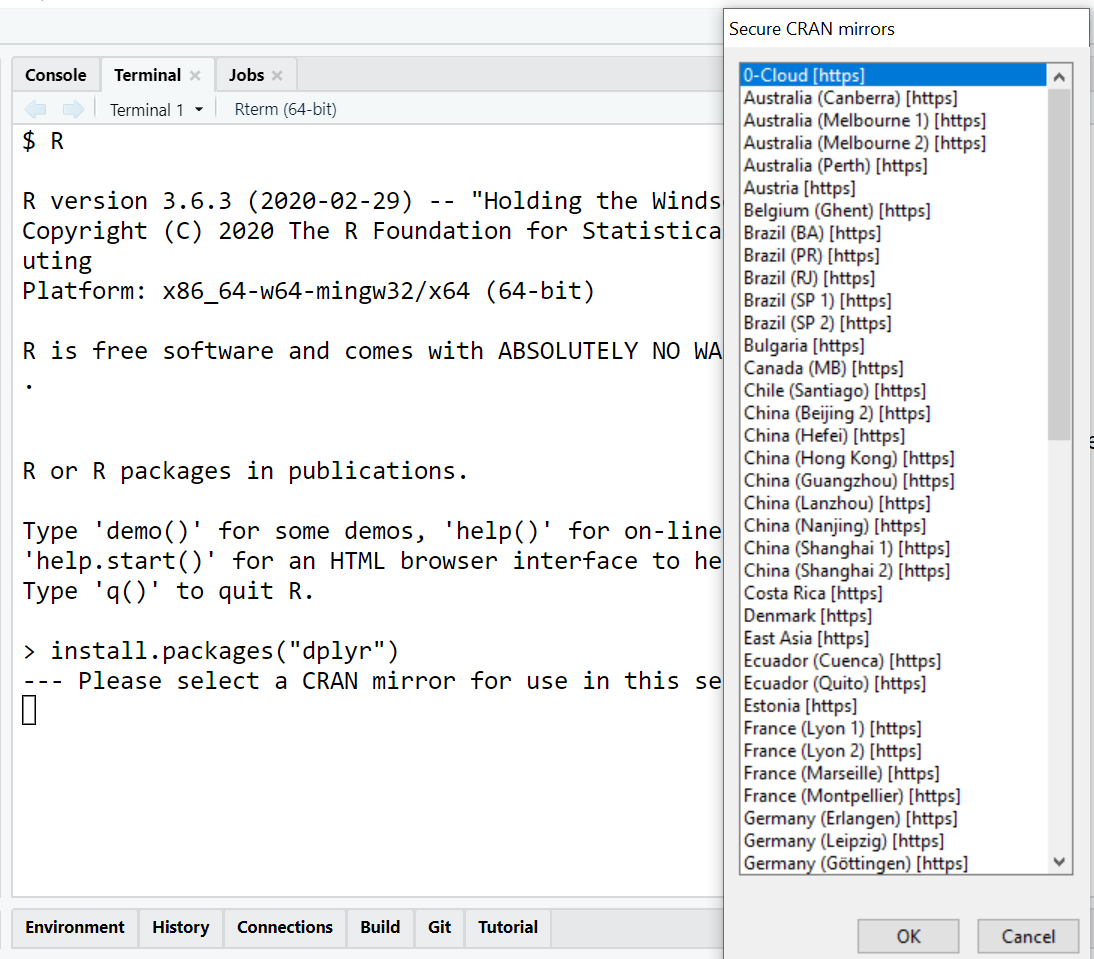 Secure CRAN mirrors
Console
Terminal
Jobs
Terminal 1
Rterm (64-bit)
$ R
R version 3.6.3 (2020-02-29) -- "Holding the Winds
Copyright (C) 2020 The R Foundation for Statistica
uting
Platform: x86_64-w64-mingw32/x64 (64-bit)
R is free software and comes with ABSOLUTELY NO WA
.
R or R packages in publications.
Type 'demo()' for some demos, 'help()' for on-line
'help.start()' for an HTML browser interface to he
Type 'q()' to quit R.
> install.packages("dplyr")
--- Please select a CRAN mirror for use in this se
Environment
History
Connections
Build
Git
Tutorial
0-Cloud [https]
Australia (Canberra) [https]
Australia (Melbourne 1) [https]
Australia (Melbourne 2) [https]
Australia (Perth) [https]
Austria [https]
Belgium (Ghent) [https]
Brazil (BA) [https]
Brazil (PR) [https]
Brazil (RJ) [https]
Brazil (SP 1) [https]
Brazil (SP 2) [https]
Bulgaria [https]
Canada (MB) [https]
Chile (Santiago) [https]
China (Beijing 2) [https]
China (Hefei) [https]
China (Hong Kong) [https]
China (Guangzhou) [https]
China (Lanzhou) [https]
China (Nanjing) [https]
China (Shanghai 1) [https]
China (Shanghai 2) [https]
Costa Rica [https]
Denmark [https]
East Asia [https]
Ecuador (Cuenca) [https]
Ecuador (Quito) [https]
Estonia [https]
France (Lyon 1) [https]
France (Lyon 2) [https]
France (Marseille) [https]
France (Montpellier) [https]
Germany (Erlangen) [https]
Germany (Leipzig) [https]
Germany (Göttingen) [https]
OK
Cancel